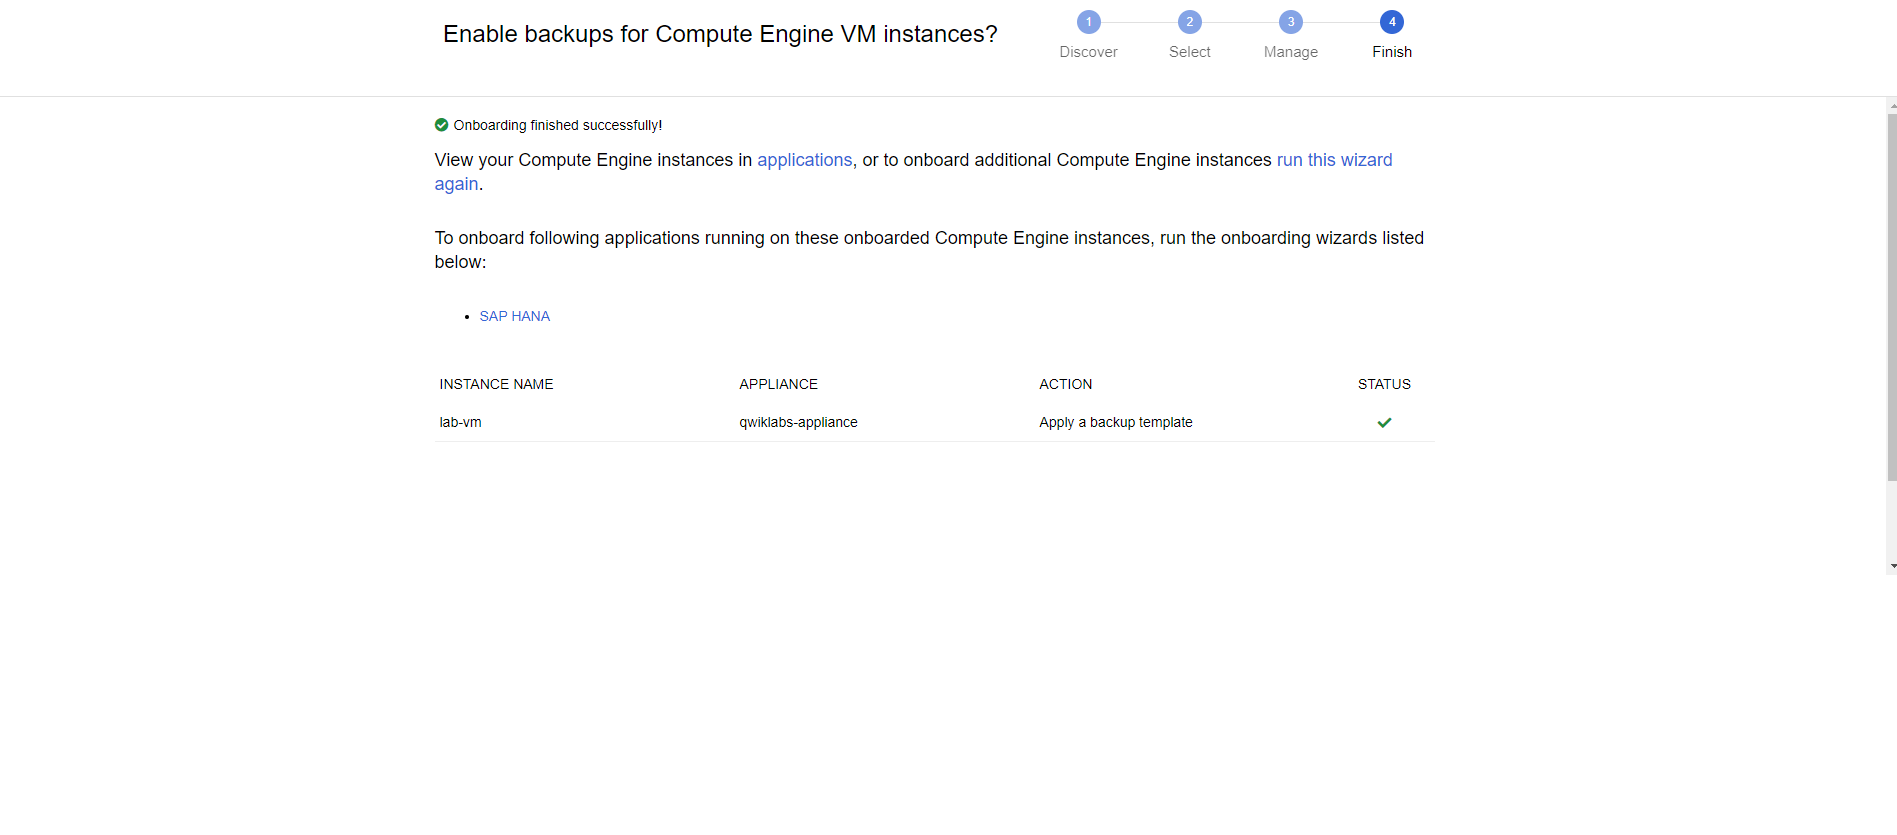 Enable backups for Compute Engine VM instances?
1 2 3 4
Discover Select Manage Finish
Onboarding finished successfully!
View your Compute Engine instances in applications, or to onboard additional Compute Engine instances run this wizard
again.
To onboard following applications running on these onboarded Compute Engine instances, run the onboarding wizards listed
below:
• SAP HANA
INSTANCE NAME APPLIANCE ACTION STATUS
lab-vm qwiklabs-appliance Apply a backup template